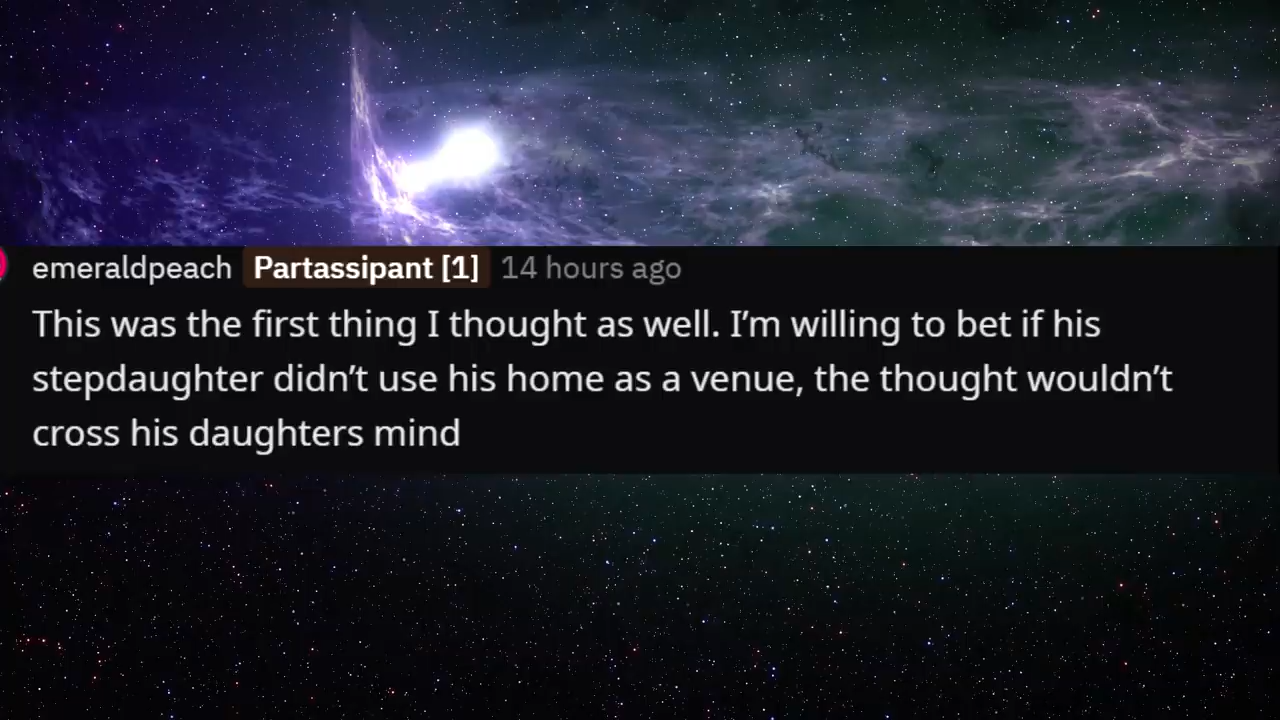 emeraldpeach Partassipant [1] 14 hours ago
This was the first thing I thought as well. I’m willing to bet if his
stepdaughter didn’t use his home as a venue, the thought wouldn’t
cross his daughters mind